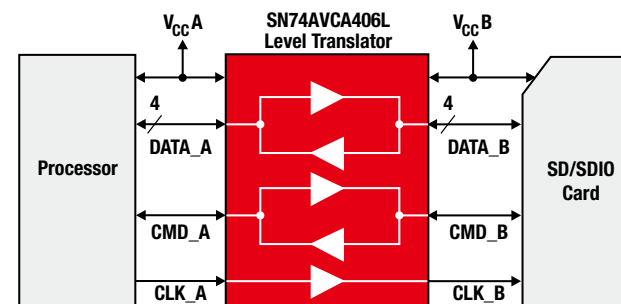 SN74AVCA406L
Level Translator
VCCA
VCCB
4
4
DATA_A
DATA_B
Processor
SD/SDIO
Card
CMD_A
CMD_B
CLK_A
CLK_B